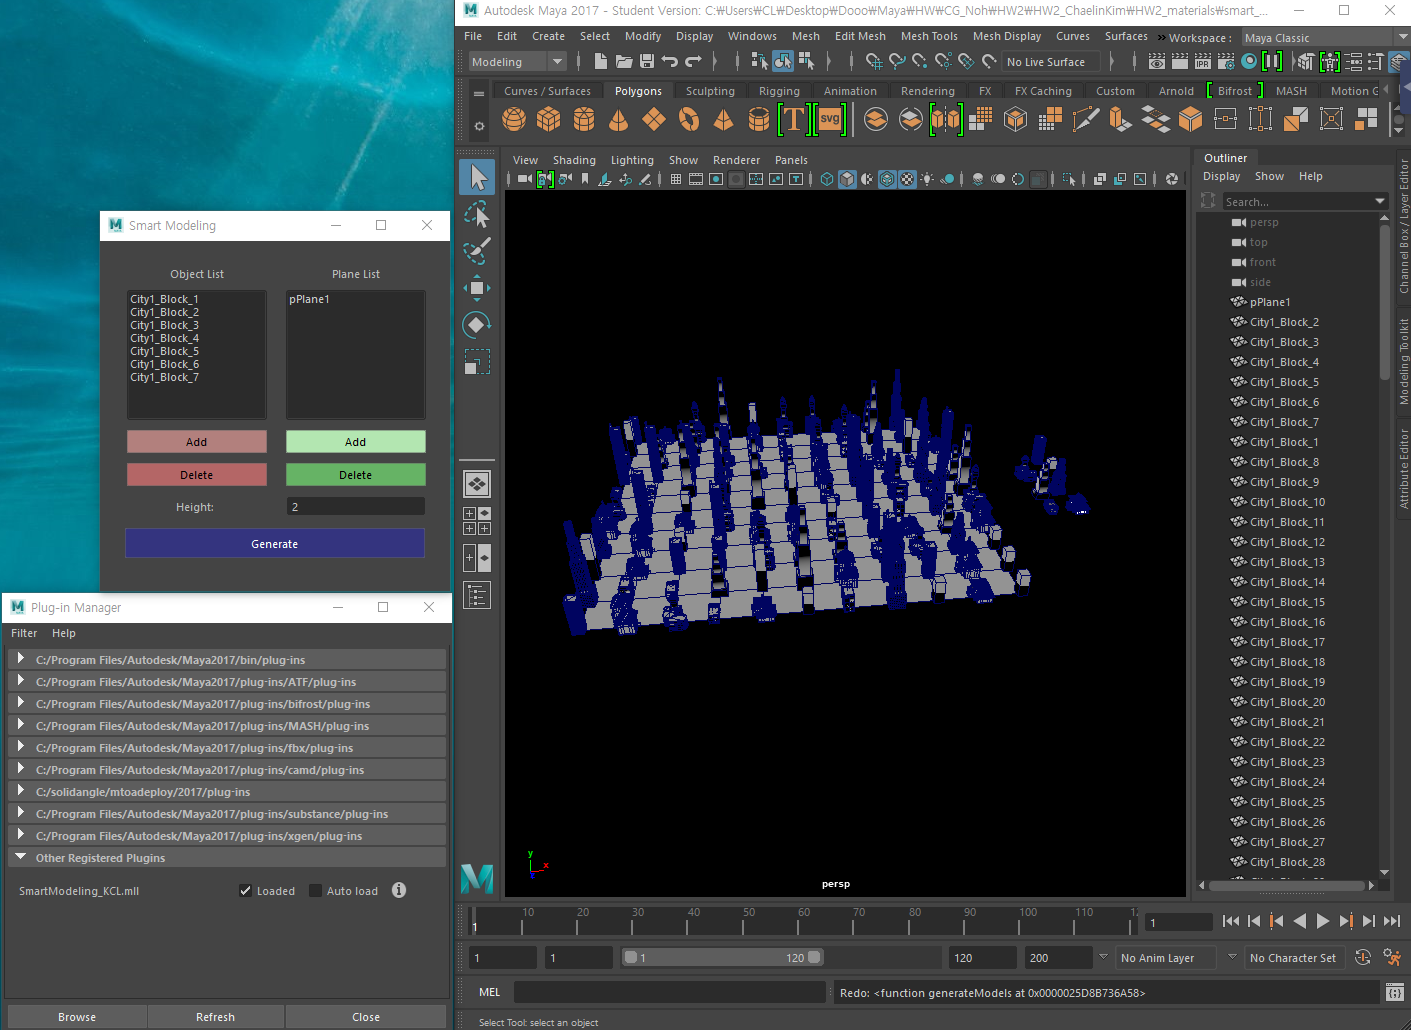 Autodesk Maya 2017 - Student Version: C:₩Users₩CL₩Desktop₩Dooo₩Maya₩HW₩CG_Noh₩HW2₩HW2_ChaelinKim₩HW2_materials₩smart_...
File Edit Create Select Modify Display Windows Mesh Edit Mesh Mesh Tools Mesh Display Curves Surfaces » Workspace : Maya Classic
Modeling No Live Surface
Curves / Surfaces Polygons Sculpting Rigging Animation Rendering FX FX Caching Custom Arnold Bifrost MASH Motion G
T svg
View Shading Lighting Show Renderer Panels
IPR
persp
y
x
Outliner
Display Show Help
Search...
persp
top
front
side
pPlane1
City1_Block_2
City1_Block_3
City1_Block_4
City1_Block_5
City1_Block_6
City1_Block_7
City1_Block_1
City1_Block_8
City1_Block_9
City1_Block_10
City1_Block_11
City1_Block_12
City1_Block_13
City1_Block_14
City1_Block_15
City1_Block_16
City1_Block_17
City1_Block_18
City1_Block_19
City1_Block_20
City1_Block_21
City1_Block_22
City1_Block_23
City1_Block_24
City1_Block_25
City1_Block_26
City1_Block_27
City1_Block_28
Channel Box / Layer Editor
Modeling Toolkit
Attribute Editor
Smart Modeling
Object List Plane List
City1_Block_1 pPlane1
City1_Block_2
City1_Block_3
City1_Block_4
City1_Block_5
City1_Block_6
City1_Block_7
Add Add
Delete Delete
Height: 2
Generate
Plug-in Manager
Filter Help
C:/Program Files/Autodesk/Maya2017/bin/plug-ins
C:/Program Files/Autodesk/Maya2017/plug-ins/ATF/plug-ins
C:/Program Files/Autodesk/Maya2017/plug-ins/bifrost/plug-ins
C:/Program Files/Autodesk/Maya2017/plug-ins/MASH/plug-ins
C:/Program Files/Autodesk/Maya2017/plug-ins/fbx/plug-ins
C:/Program Files/Autodesk/Maya2017/plug-ins/camd/plug-ins
C:/solidangle/mtoadeploy/2017/plug-ins
C:/Program Files/Autodesk/Maya2017/plug-ins/substance/plug-ins
C:/Program Files/Autodesk/Maya2017/plug-ins/xgen/plug-ins
Other Registered Plugins
SmartModeling_KCL.mll Loaded Auto load
Browse Refresh Close
10 20 30 40 50 60 70 80 90 100 110
1 1
1 1 1 120 120 200 No Anim Layer No Character Set
MEL Redo: <function generateModels at 0x0000025D8B736A58>
Select Tool: select an object